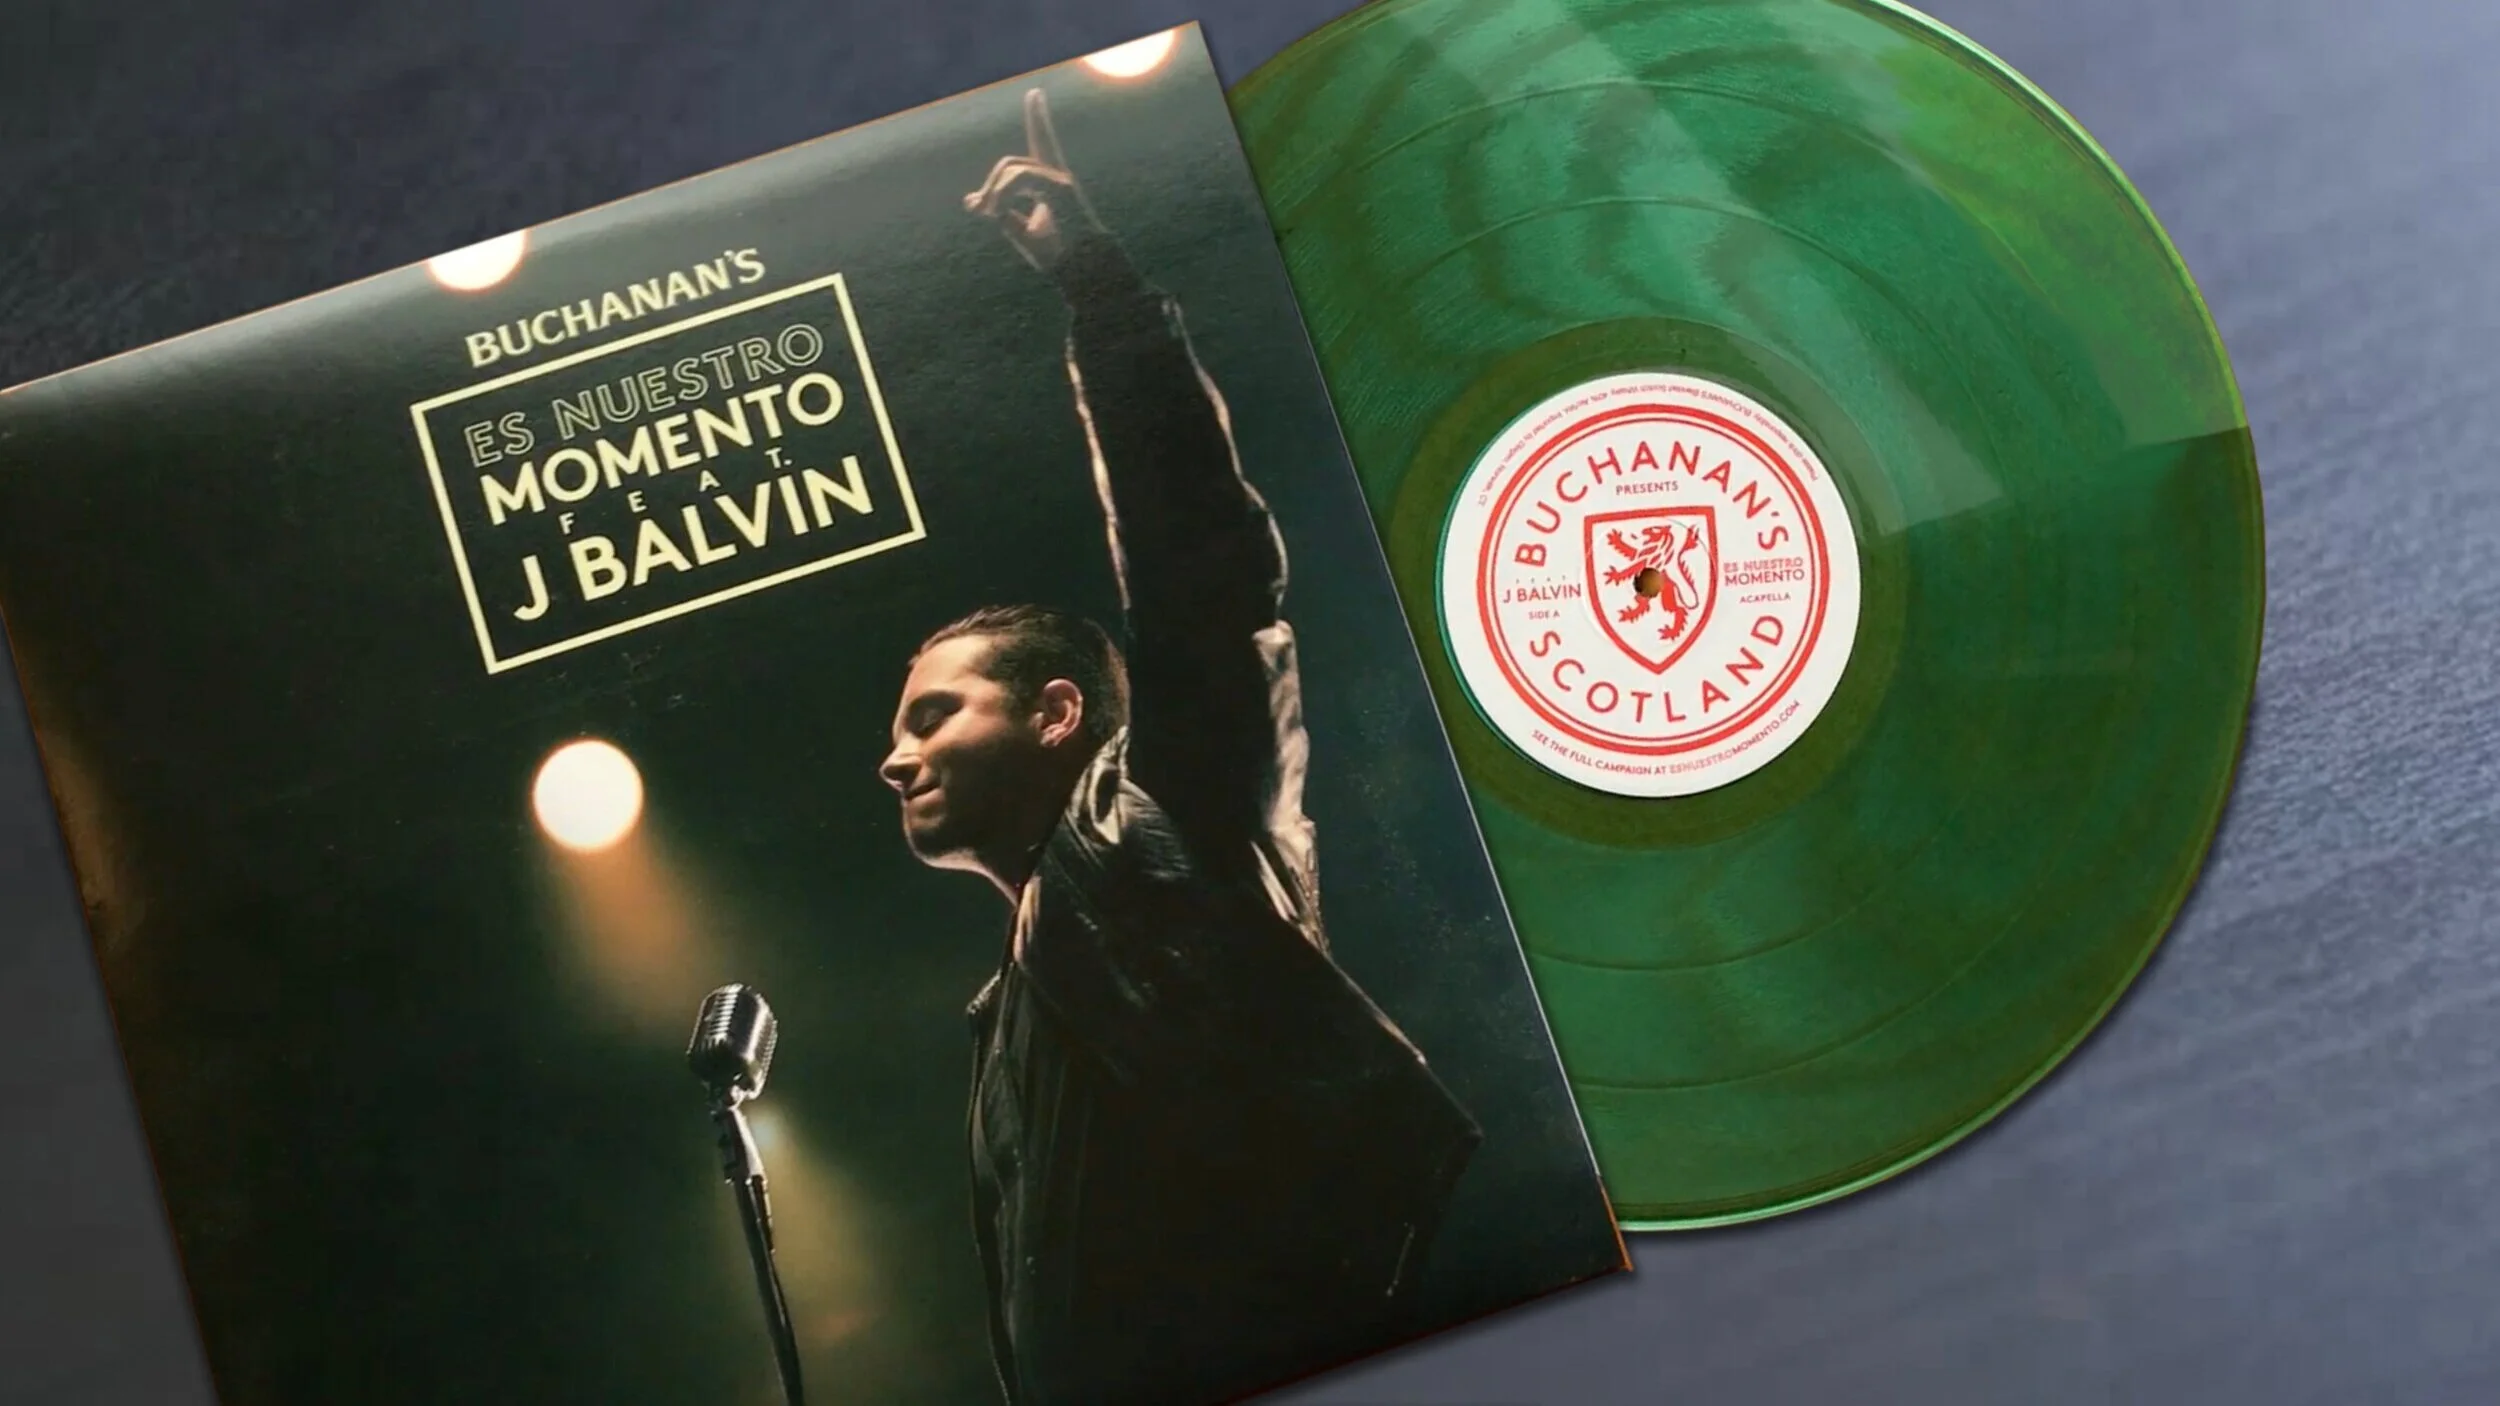 BUCHANAN'S
ES NUESTRO
MOMENTO
FEAT.
J BALVIN
BUCHANAN'S
PRESENTS
J BALVIN
SIDE A
ES NUESTRO
MOMENTO
ACAPELLA
SCOTLAND
SEE THE FULL CAMPAIGN AT ESNUESTROMOMENTO.COM